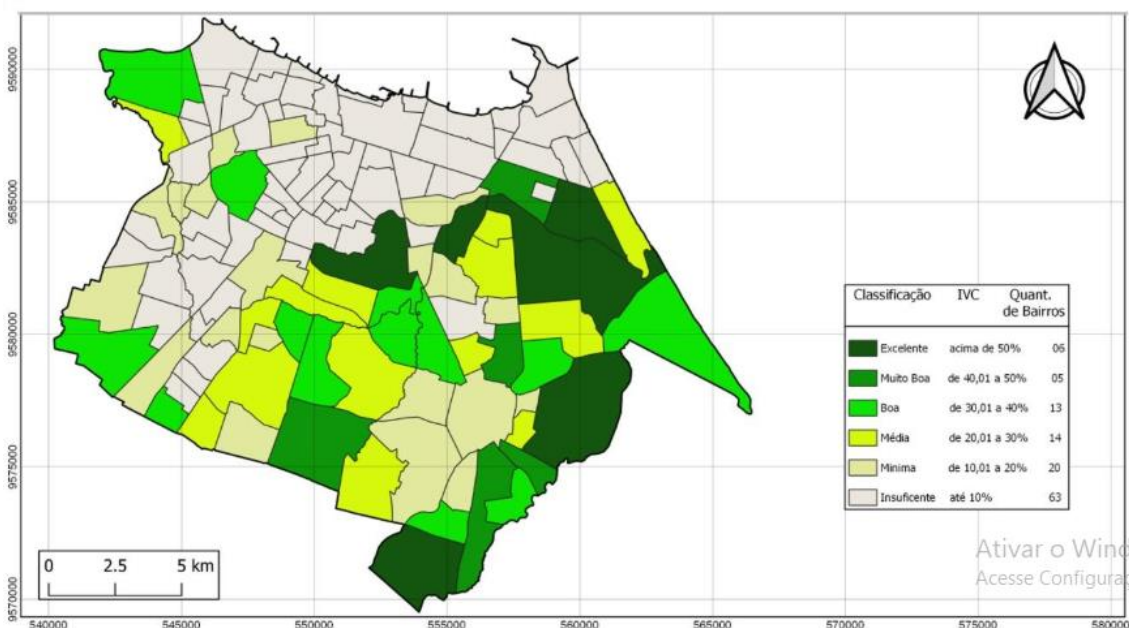 9590000
9585000
9580000
9575000
9570000
540000 545000 550000 555000 560000 565000 570000 575000 580000
0 2.5 5 km
Classificação IVC Quant. de Bairros
Excelente acima de 50% 06
Muito Boa de 40,01 a 50% 05
Boa de 30,01 a 40% 13
Média de 20,01 a 30% 14
Minima de 10,01 a 20% 20
Insuficente até 10% 63
Ativar o Wind
Acesse Configuraç